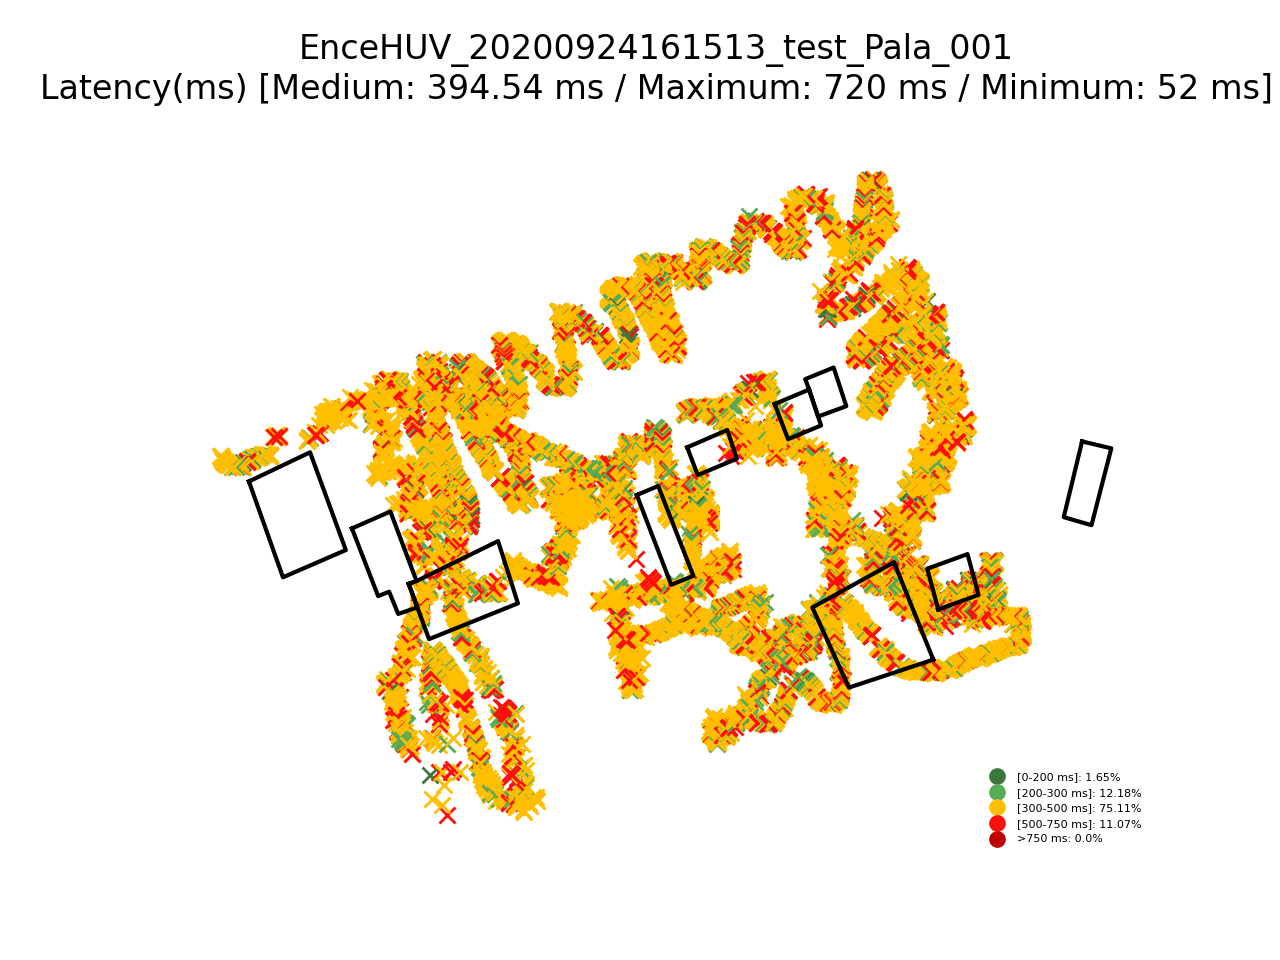 EnceHUV_20200924161513_test_Pala_001
Latency(ms) [Medium: 394.54 ms / Maximum: 720 ms / Minimum: 52 ms]
[0-200 ms]: 1.65%
[200-300 ms]: 12.18%
[300-500 ms]: 75.11%
[500-750 ms]: 11.07%
>750 ms: 0.0%